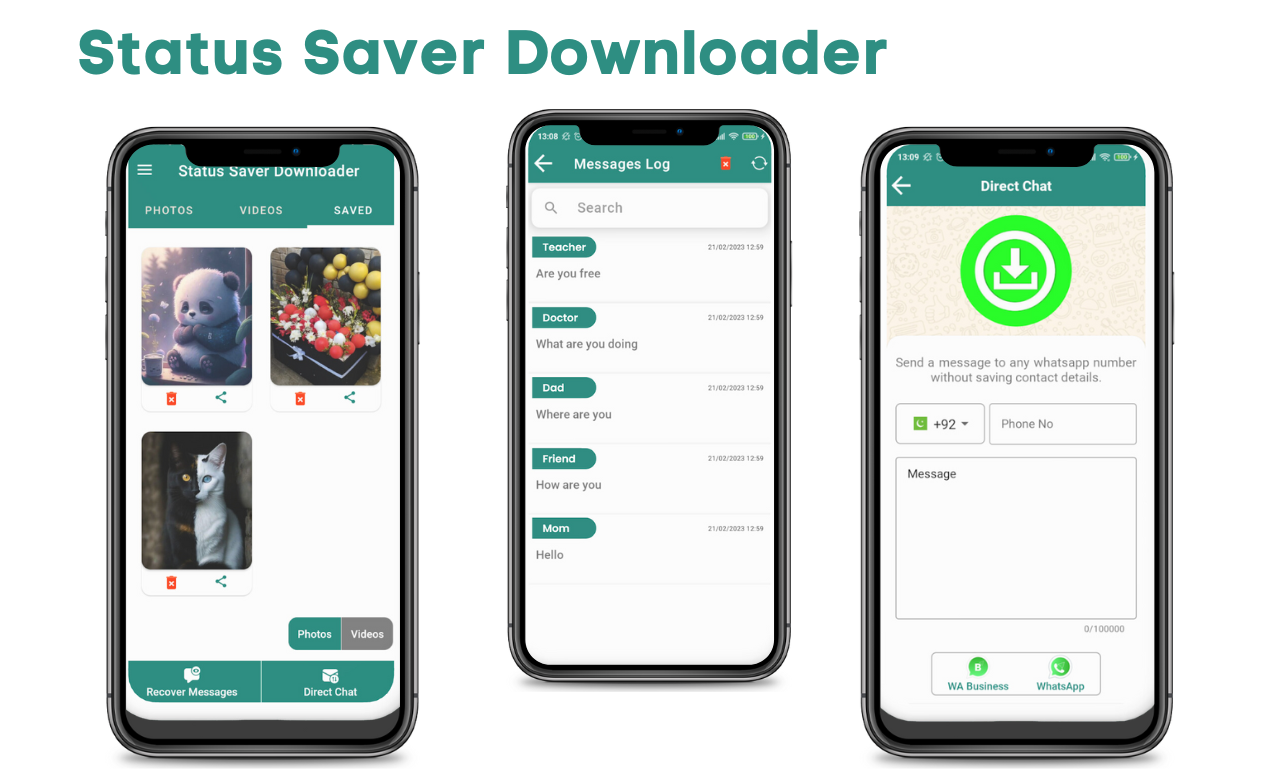 Status Saver Downloader
Status Saver Downloader
PHOTOS VIDEOS SAVED
Photos Videos
Recover Messages Direct Chat
13:08 100
Messages Log
Search
Teacher 21/02/2023 12:59
Are you free
Doctor 21/02/2023 12:59
What are you doing
Dad 21/02/2023 12:59
Where are you
Friend 21/02/2023 12:59
How are you
Mom 21/02/2023 12:59
Hello
13:09 100
Direct Chat
Send a message to any whatsapp number
without saving contact details.
+92 Phone No
Message
0/100000
B
WA Business WhatsApp